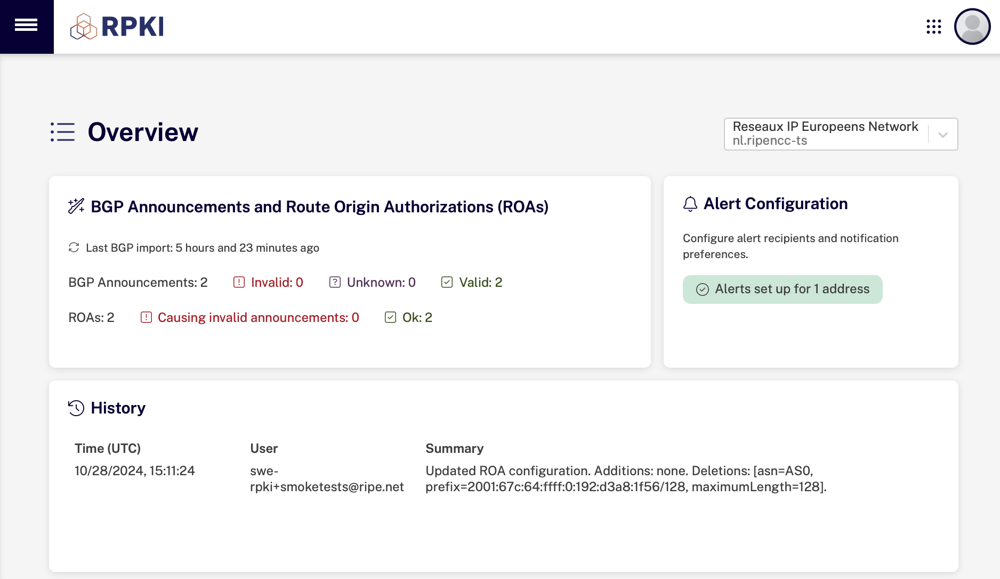 RPKI
Overview
Reseaux IP Europeens Network
nl.ripencc-ts
BGP Announcements and Route Origin Authorizations (ROAs)
Last BGP import: 5 hours and 23 minutes ago
BGP Announcements: 2 Invalid: 0 Unknown: 0 Valid: 2
ROAs: 2 Causing invalid announcements: 0 Ok: 2
Alert Configuration
Configure alert recipients and notification
preferences.
Alerts set up for 1 address
History
Time (UTC) User Summary
10/28/2024, 15:11:24 swe- Updated ROA configuration. Additions: none. Deletions: [asn=AS0,
rpki+smoketests@ripe.net prefix=2001:67c:64:ffff:0:192:d3a8:1f56/128, maximumLength=128].